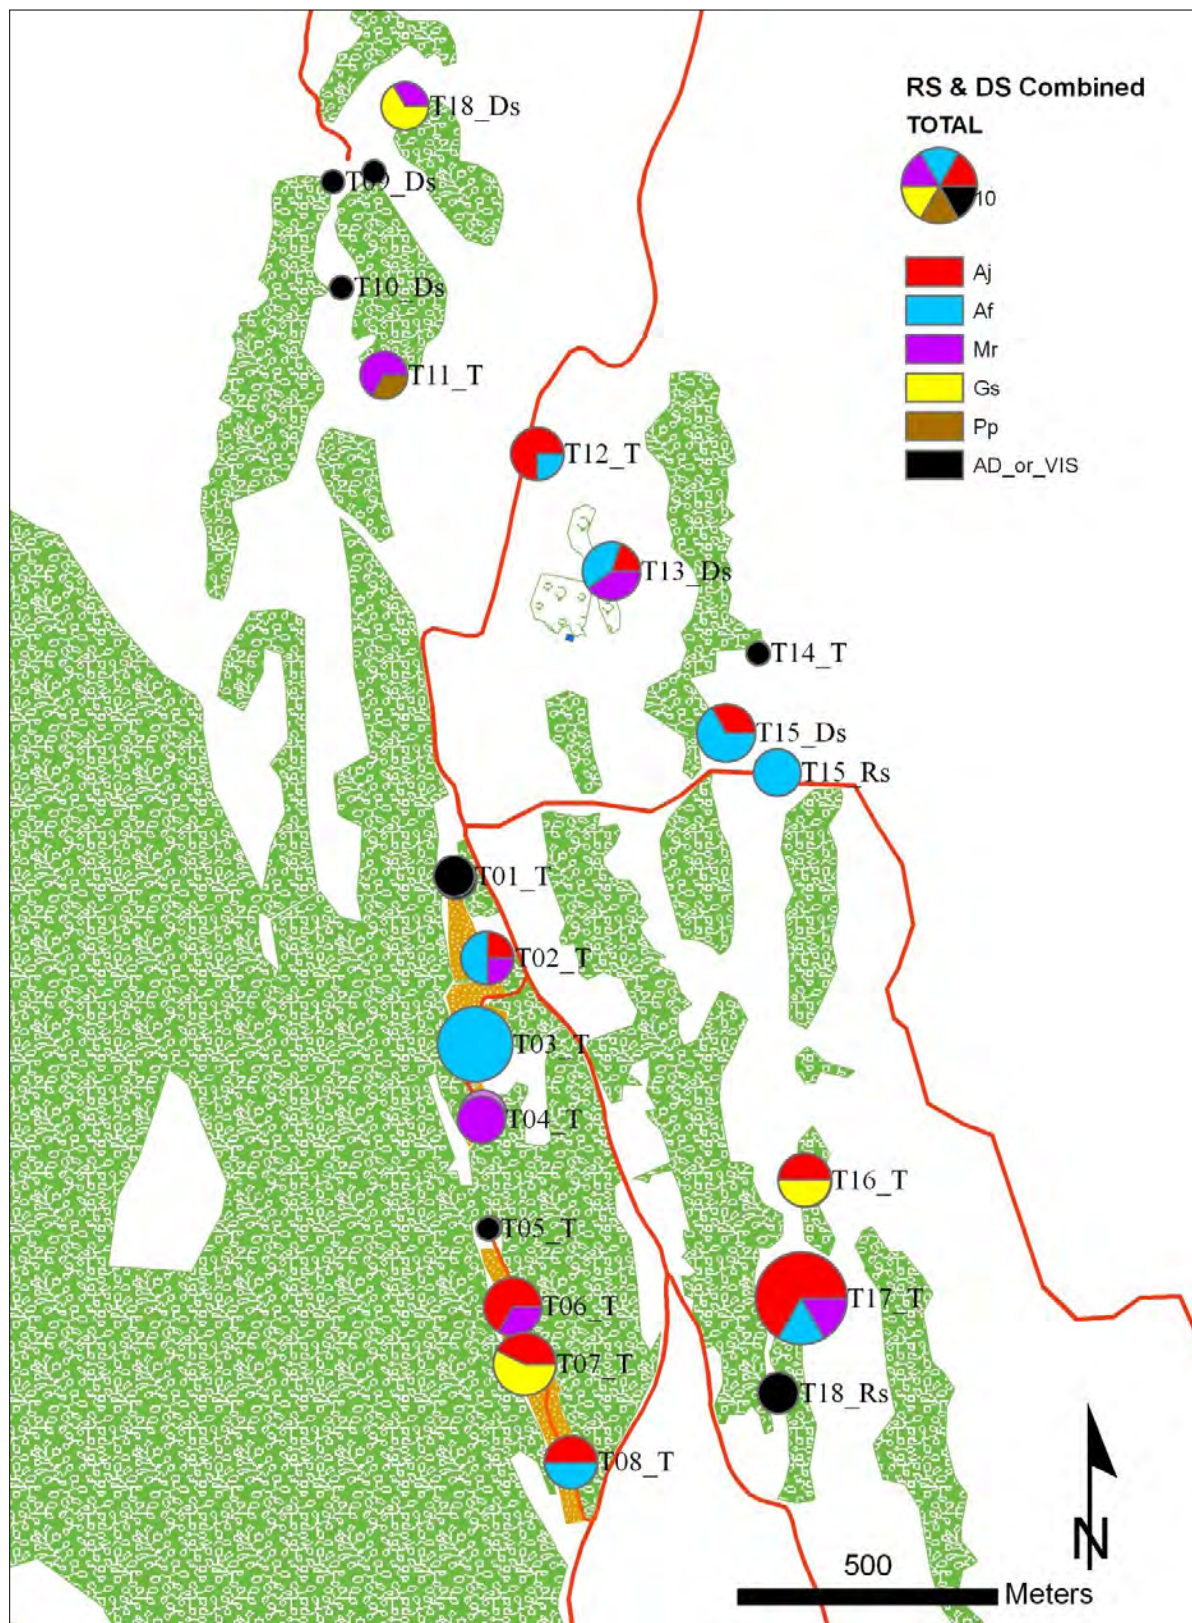 RS & DS Combined
TOTAL
10
Aj
Af
Mr
Gs
Pp
AD_or_VIS
T18_Ds
T09_Ds
T10_Ds
T11_T
T12_T
T13_Ds
T14_T
T15_Ds
T15_Rs
T01_T
T02_T
T03_T
T04_T
T16_T
T05_T
T06_T
T17_T
T07_T
T18_Rs
T08_T
N
500
Meters